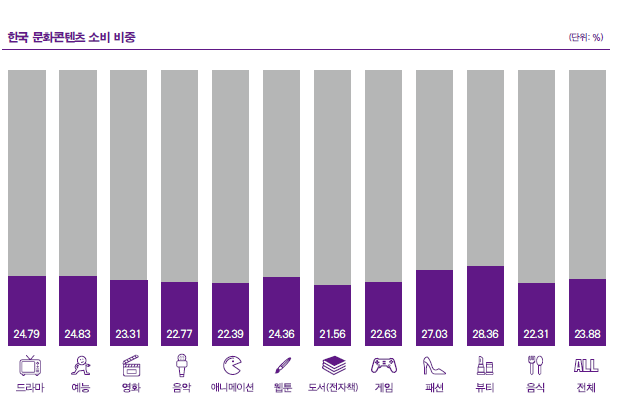 한국 문화콘텐츠 소비 비중
(단위: %)
24.79 24.83 23.31 22.77 22.39 24.36 21.56 22.63 27.03 28.36 22.31 23.88
ALL
드라마 예능 영화 음악 애니메이션 웹툰 도서(전자책) 게임 패션 뷰티 음식 전체